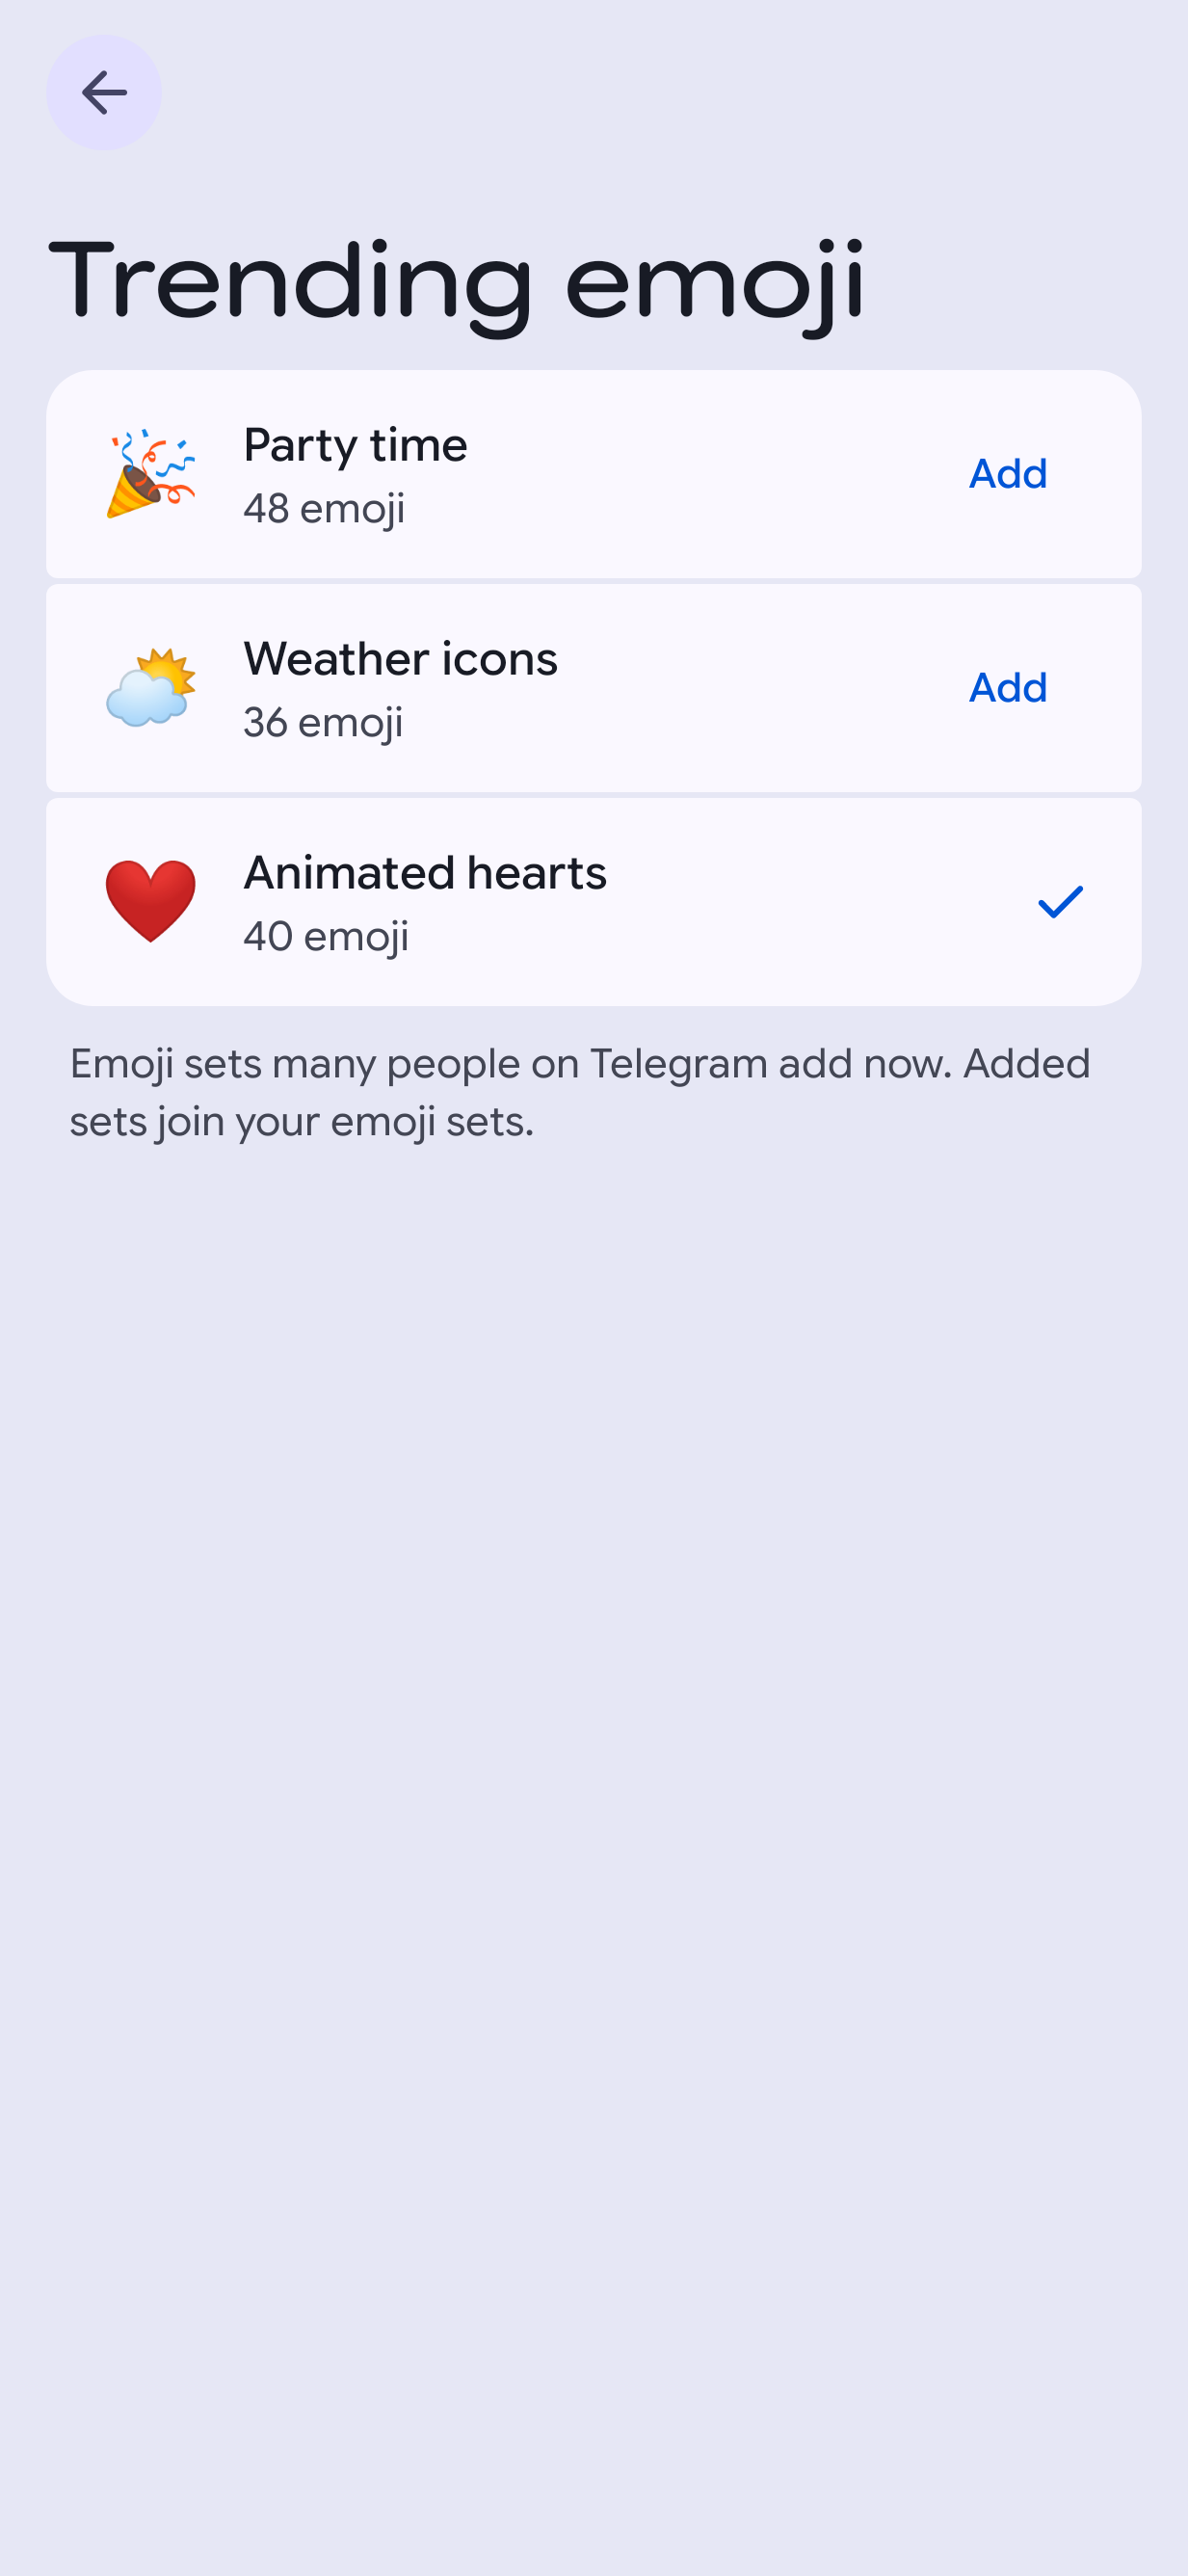 Trending emoji
Party time
48 emoji
Add
Weather icons
36 emoji
Add
Animated hearts
40 emoji
Emoji sets many people on Telegram add now. Added
sets join your emoji sets.